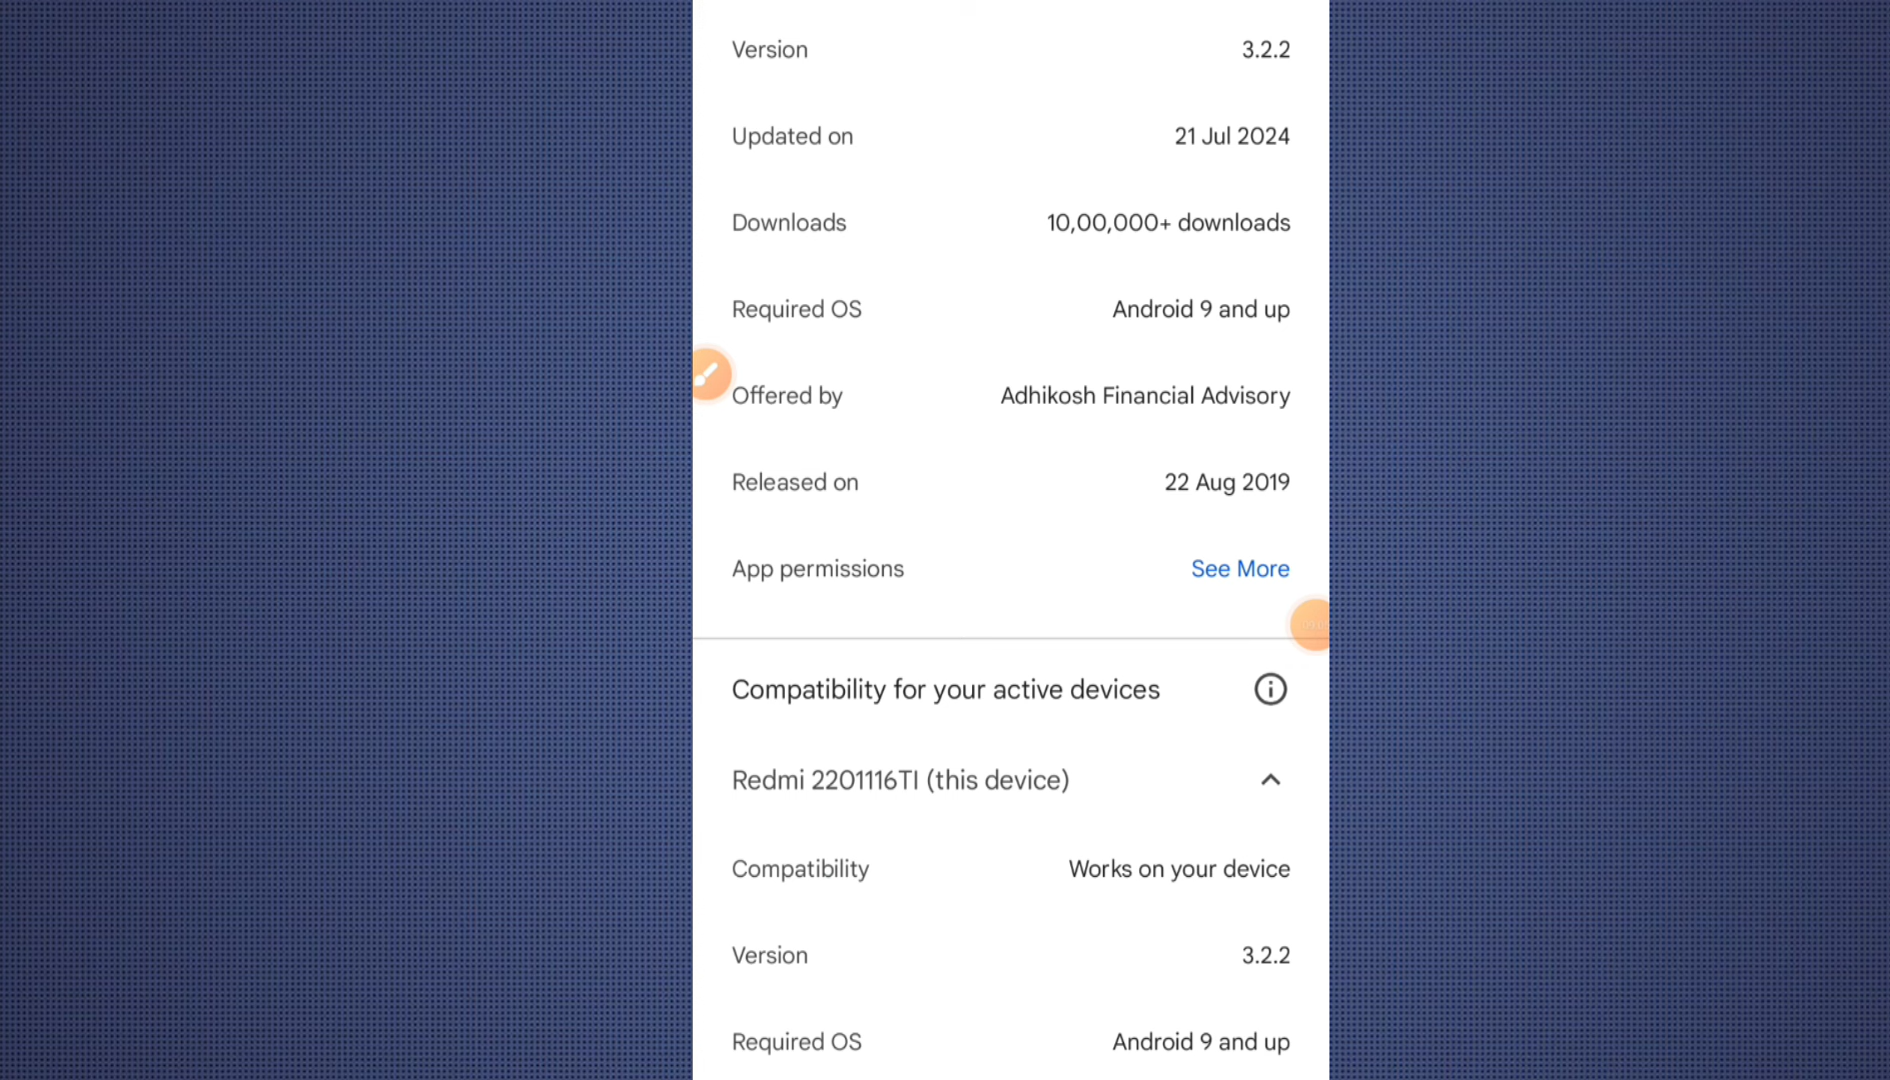 Version 3.2.2
Updated on 21 Jul 2024
Downloads 10,00,000+ downloads
Required OS Android 9 and up
Offered by Adhikosh Financial Advisory
Released on 22 Aug 2019
App permissions See More
Compatibility for your active devices
Redmi 2201116TI (this device)
Compatibility Works on your device
Version 3.2.2
Required OS Android 9 and up